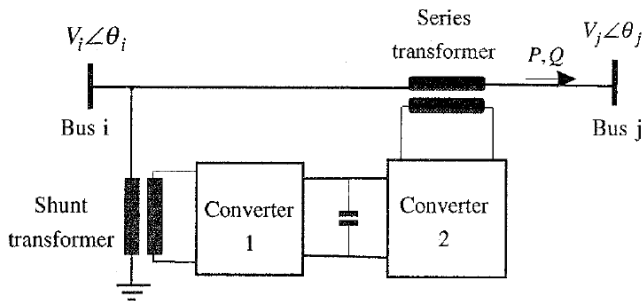 Series
transformer
V_i∠θ_i
P,Q
V_j∠θ_j
Bus i
Bus j
Shunt
transformer
Converter
1
Converter
2